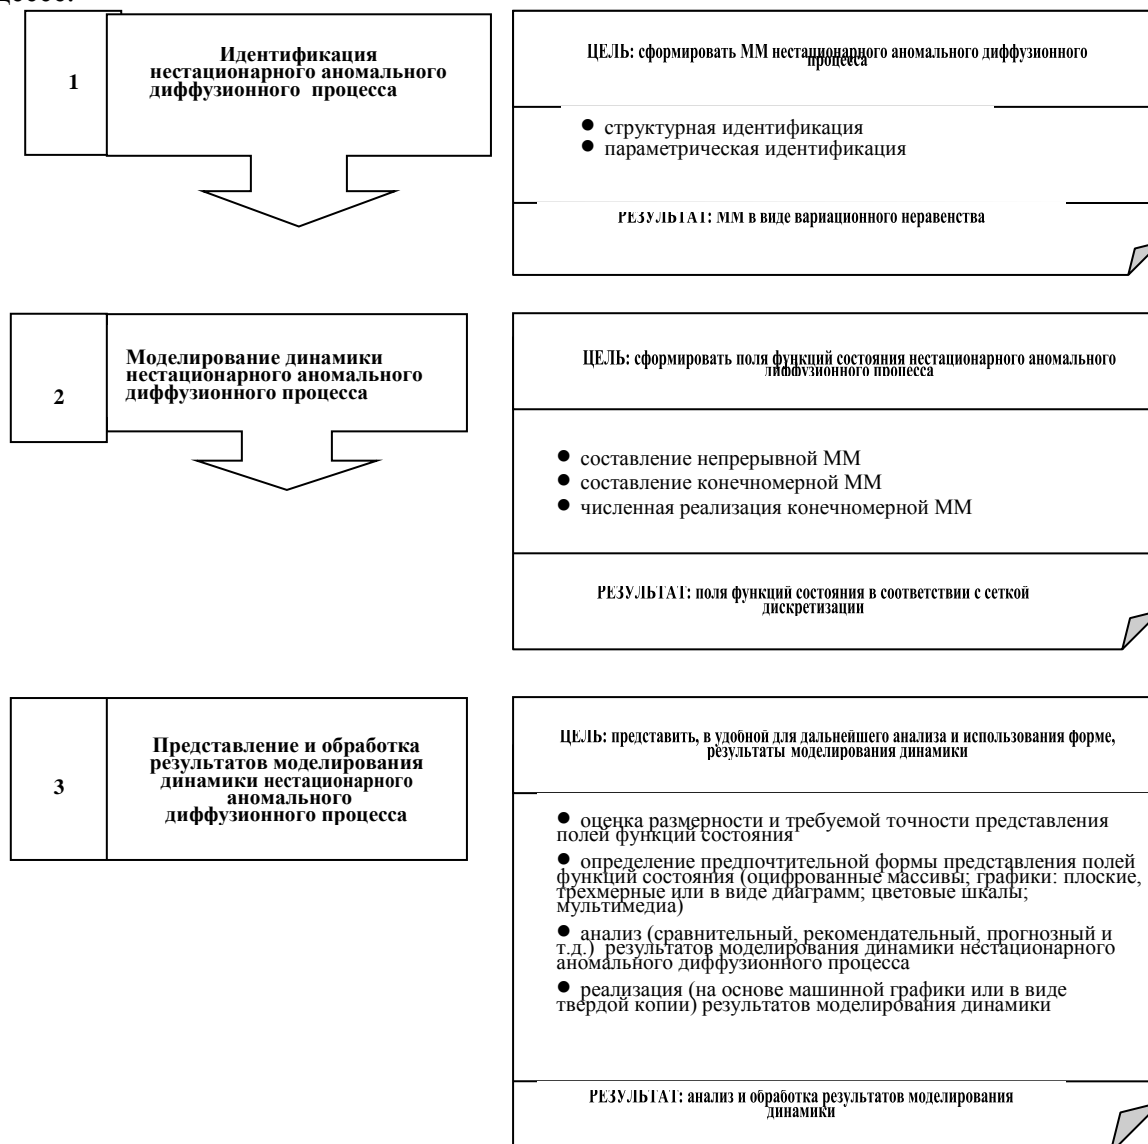 1
Идентификация
нестационарного аномального
диффузионного процесса
ЦЕЛЬ: сформировать ММ нестационарного аномального диффузионного
процесса
● структурная идентификация
● параметрическая идентификация
РЕЗУЛЬТАТ: ММ в виде вариационного неравенства
2
Моделирование динамики
нестационарного аномального
диффузионного процесса
ЦЕЛЬ: сформировать поля функций состояния нестационарного аномального
диффузионного процесса
● составление непрерывной ММ
● составление конечномерной ММ
● численная реализация конечномерной ММ
РЕЗУЛЬТАТ: поля функций состояния в соответствии с сеткой
дискретизации
3
Представление и обработка
результатов моделирования
динамики нестационарного
аномального
диффузионного процесса
ЦЕЛЬ: представить, в удобной для дальнейшего анализа и использования форме,
результаты моделирования динамики
● оценка размерности и требуемой точности представления
полей функций состояния
● определение предпочтительной формы представления полей
функций состояния (оцифрованные массивы; графики: плоские,
трехмерные или в виде диаграмм; цветовые шкалы;
мультимедиа)
● анализ (сравнительный, рекомендательный, прогнозный и
т.д.) результатов моделирования динамики нестационарного
аномального диффузионного процесса
● реализация (на основе машинной графики или в виде
твердой копии) результатов моделирования динамики
РЕЗУЛЬТАТ: анализ и обработка результатов моделирования
динамики